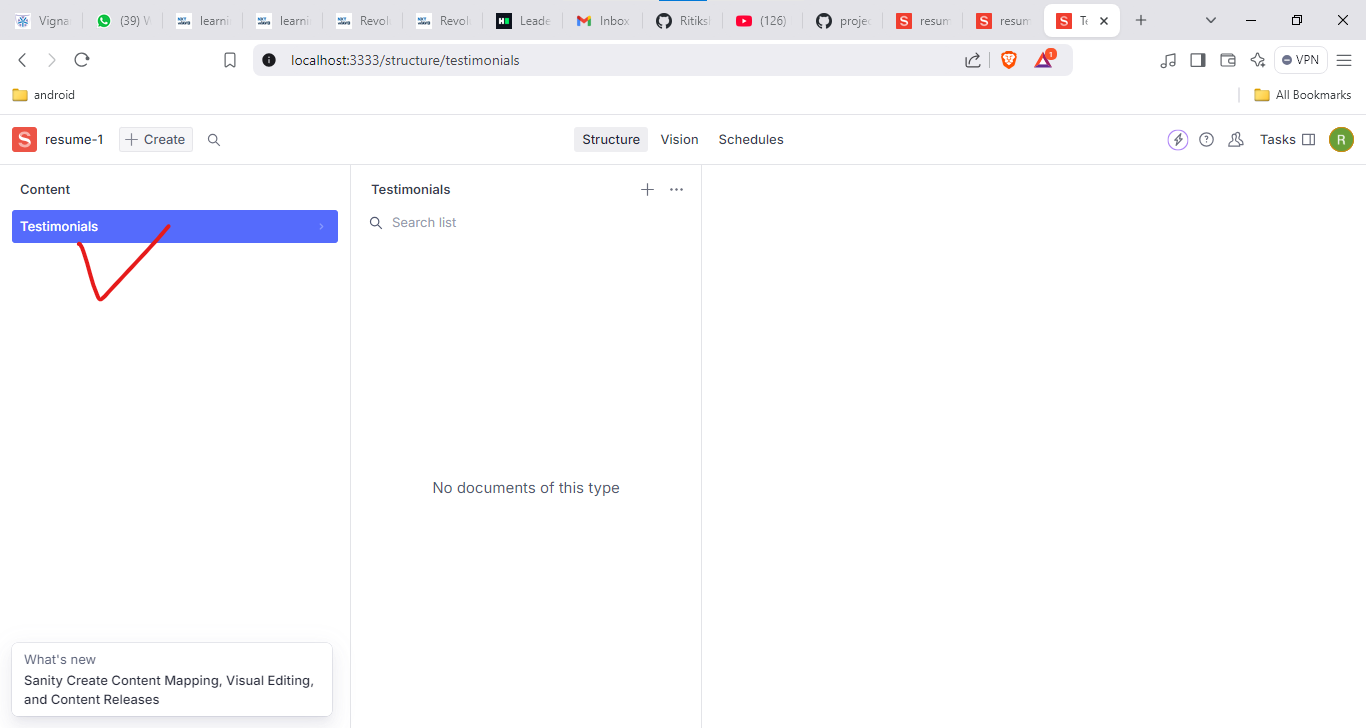 Vigna
(39) W
learni
learni
Revol
Revol
Leade
Inbox
Ritiks
(126)
projec
resum
resum
Te
localhost:3333/structure/testimonials
1
VPN
android
All Bookmarks
S resume-1
Create
Structure
Vision
Schedules
Tasks
R
Content
Testimonials
Testimonials
Search list
No documents of this type
What's new
Sanity Create Content Mapping, Visual Editing,
and Content Releases